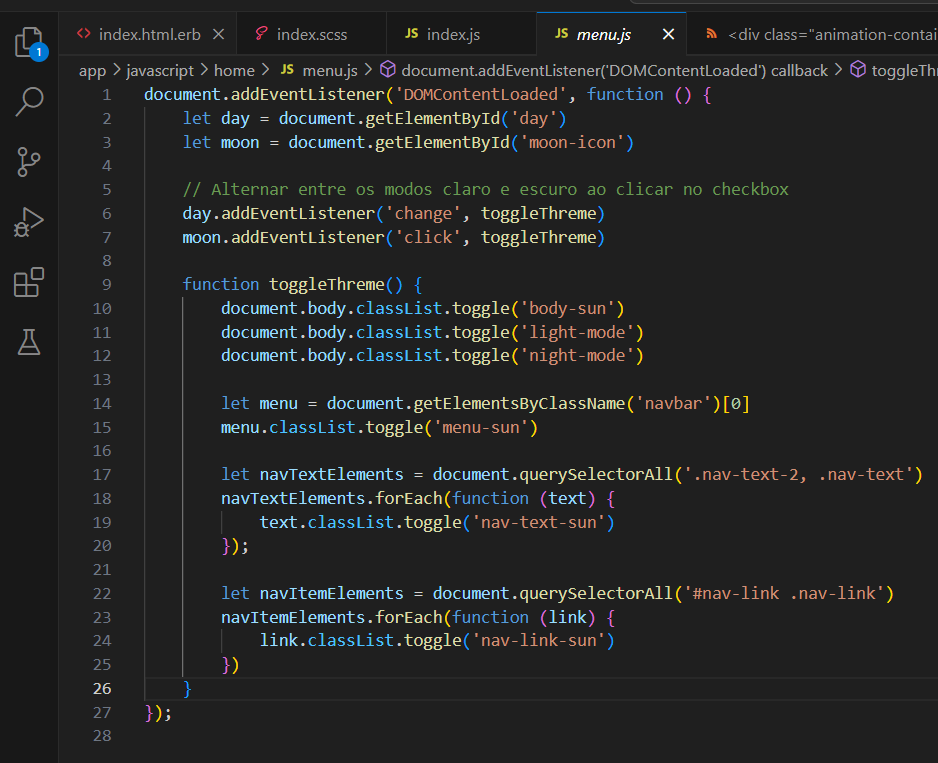 index.html.erb
index.scss
JS index.js
JS menu.js
<div class="animation-contai
1
app > javascript > home > JS menu.js > document.addEventListener('DOMContentLoaded') callback > toggleThr
1 document.addEventListener('DOMContentLoaded', function () {
2 let day = document.getElementById('day')
3 let moon = document.getElementById('moon-icon')
4
5 // Alternar entre os modos claro e escuro ao clicar no checkbox
6 day.addEventListener('change', toggleThreme)
7 moon.addEventListener('click', toggleThreme)
8
9 function toggleThreme() {
10 document.body.classList.toggle('body-sun')
11 document.body.classList.toggle('light-mode')
12 document.body.classList.toggle('night-mode')
13
14 let menu = document.getElementsByClassName('navbar')[0]
15 menu.classList.toggle('menu-sun')
16
17 let navTextElements = document.querySelectorAll('.nav-text-2, .nav-text')
18 navTextElements.forEach(function (text) {
19 text.classList.toggle('nav-text-sun')
20 });
21
22 let navItemElements = document.querySelectorAll('#nav-link .nav-link')
23 navItemElements.forEach(function (link) {
24 link.classList.toggle('nav-link-sun')
25 })
26 }
27 });
28